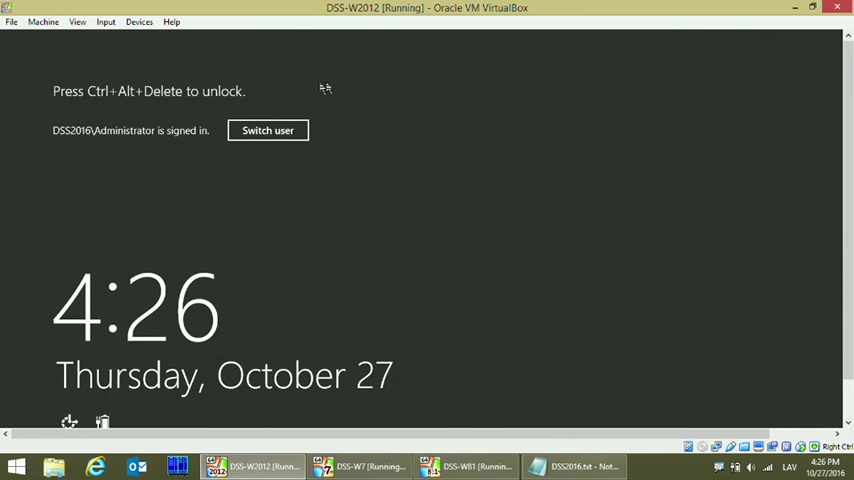 DSS-W2012 [Running] - Oracle VM VirtualBox
File Machine View Input Devices Help
Press Ctrl+Alt+Delete to unlock.
DSS2016\Administrator is signed in. Switch user
4:26
Thursday, October 27
Right Ctrl
DSS-W2012 [Runn... DSS-W7 [Running... DSS-W81 [Runnin... DSS2016.txt - Not... LAV 4:26 PM
10/27/2016